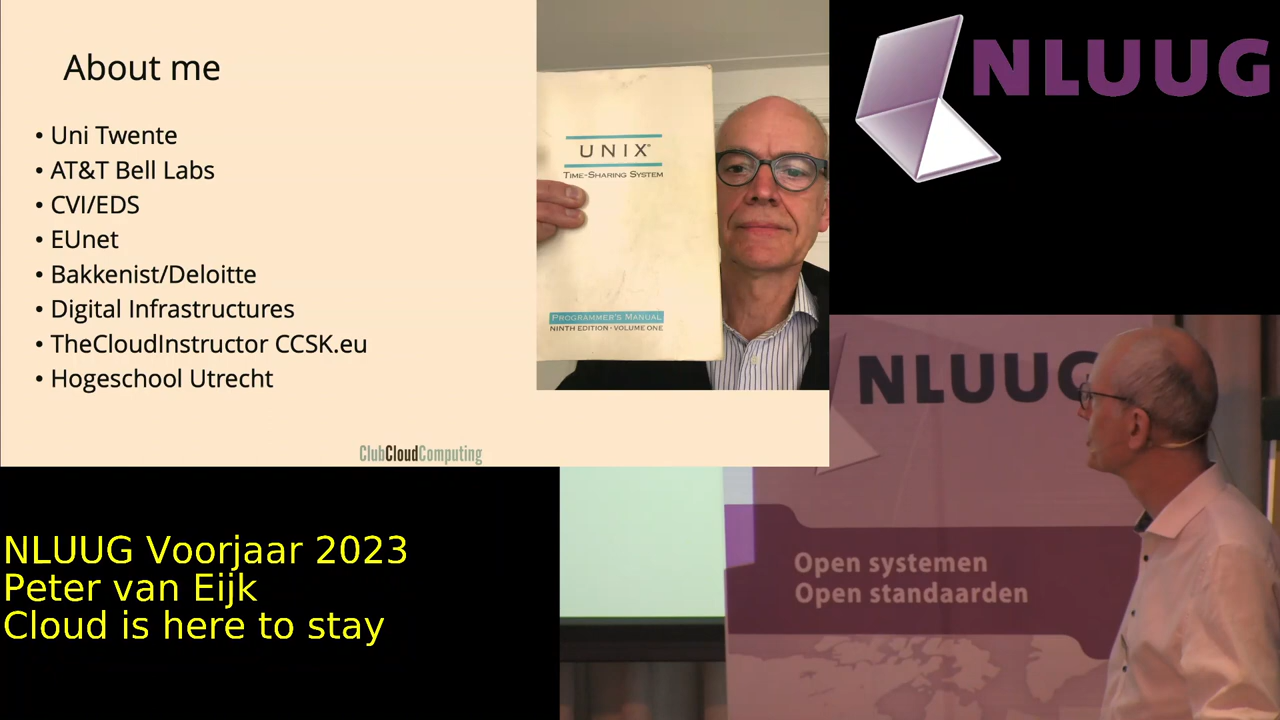 About me
• Uni Twente
• AT&T Bell Labs
• CVI/EDS
• EUnet
• Bakkenist/Deloitte
• Digital Infrastructures
• TheCloudInstructor CCSK.eu
• Hogeschool Utrecht
ClubCloudComputing
UNIX®
TIME-SHARING SYSTEM
PROGRAMMER'S MANUAL
NINTH EDITION · VOLUME ONE
NLUUG
NLUUG
Open systemen
Open standaarden
NLUUG Voorjaar 2023
Peter van Eijk
Cloud is here to stay